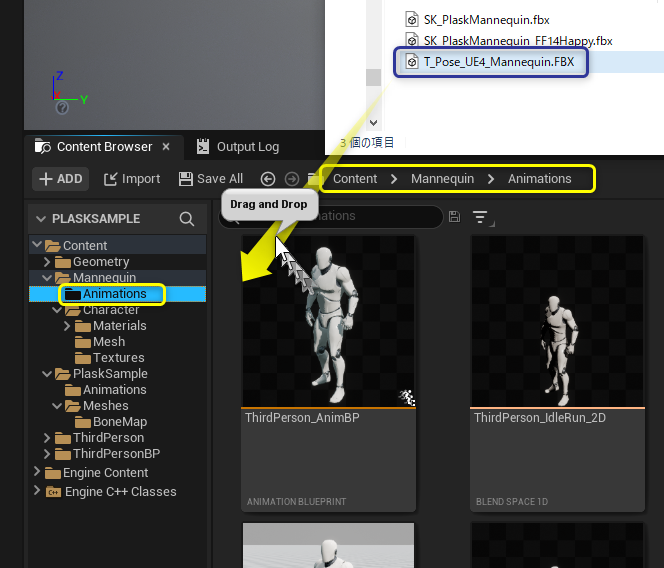 SK_PlaskMannequin.fbx
SK_PlaskMannequin_FF14Happy.fbx
T_Pose_UE4_Mannequin.FBX
3 個の項目
Z
X
Y
?
Content Browser
Output Log
ADD
Import
Save All
Content > Mannequin > Animations
Drag and Drop
PLASKSAMPLE
Content
Geometry
Mannequin
Animations
Character
Materials
Mesh
Textures
PlaskSample
Animations
Meshes
BoneMap
ThirdPerson
ThirdPersonBP
Engine Content
C++
Engine C++ Classes
ThirdPerson_AnimBP
ANIMATION BLUEPRINT
ThirdPerson_IdleRun_2D
BLEND SPACE 1D